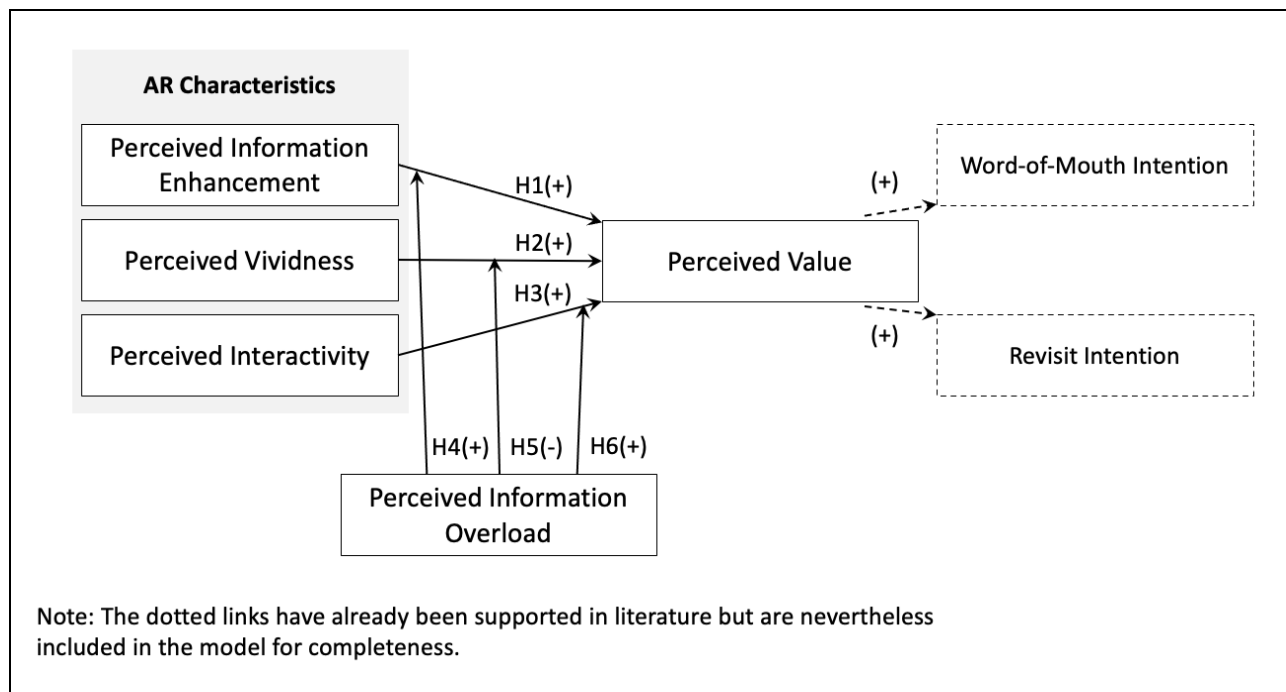 AR Characteristics
Perceived Information
Enhancement
Perceived Vividness
Perceived Interactivity
H1(+)
H2(+)
H3(+)
Perceived Value
(+)
(+)
Word-of-Mouth Intention
Revisit Intention
H4(+)
H5(-)
H6(+)
Perceived Information
Overload
Note: The dotted links have already been supported in literature but are nevertheless
included in the model for completeness.